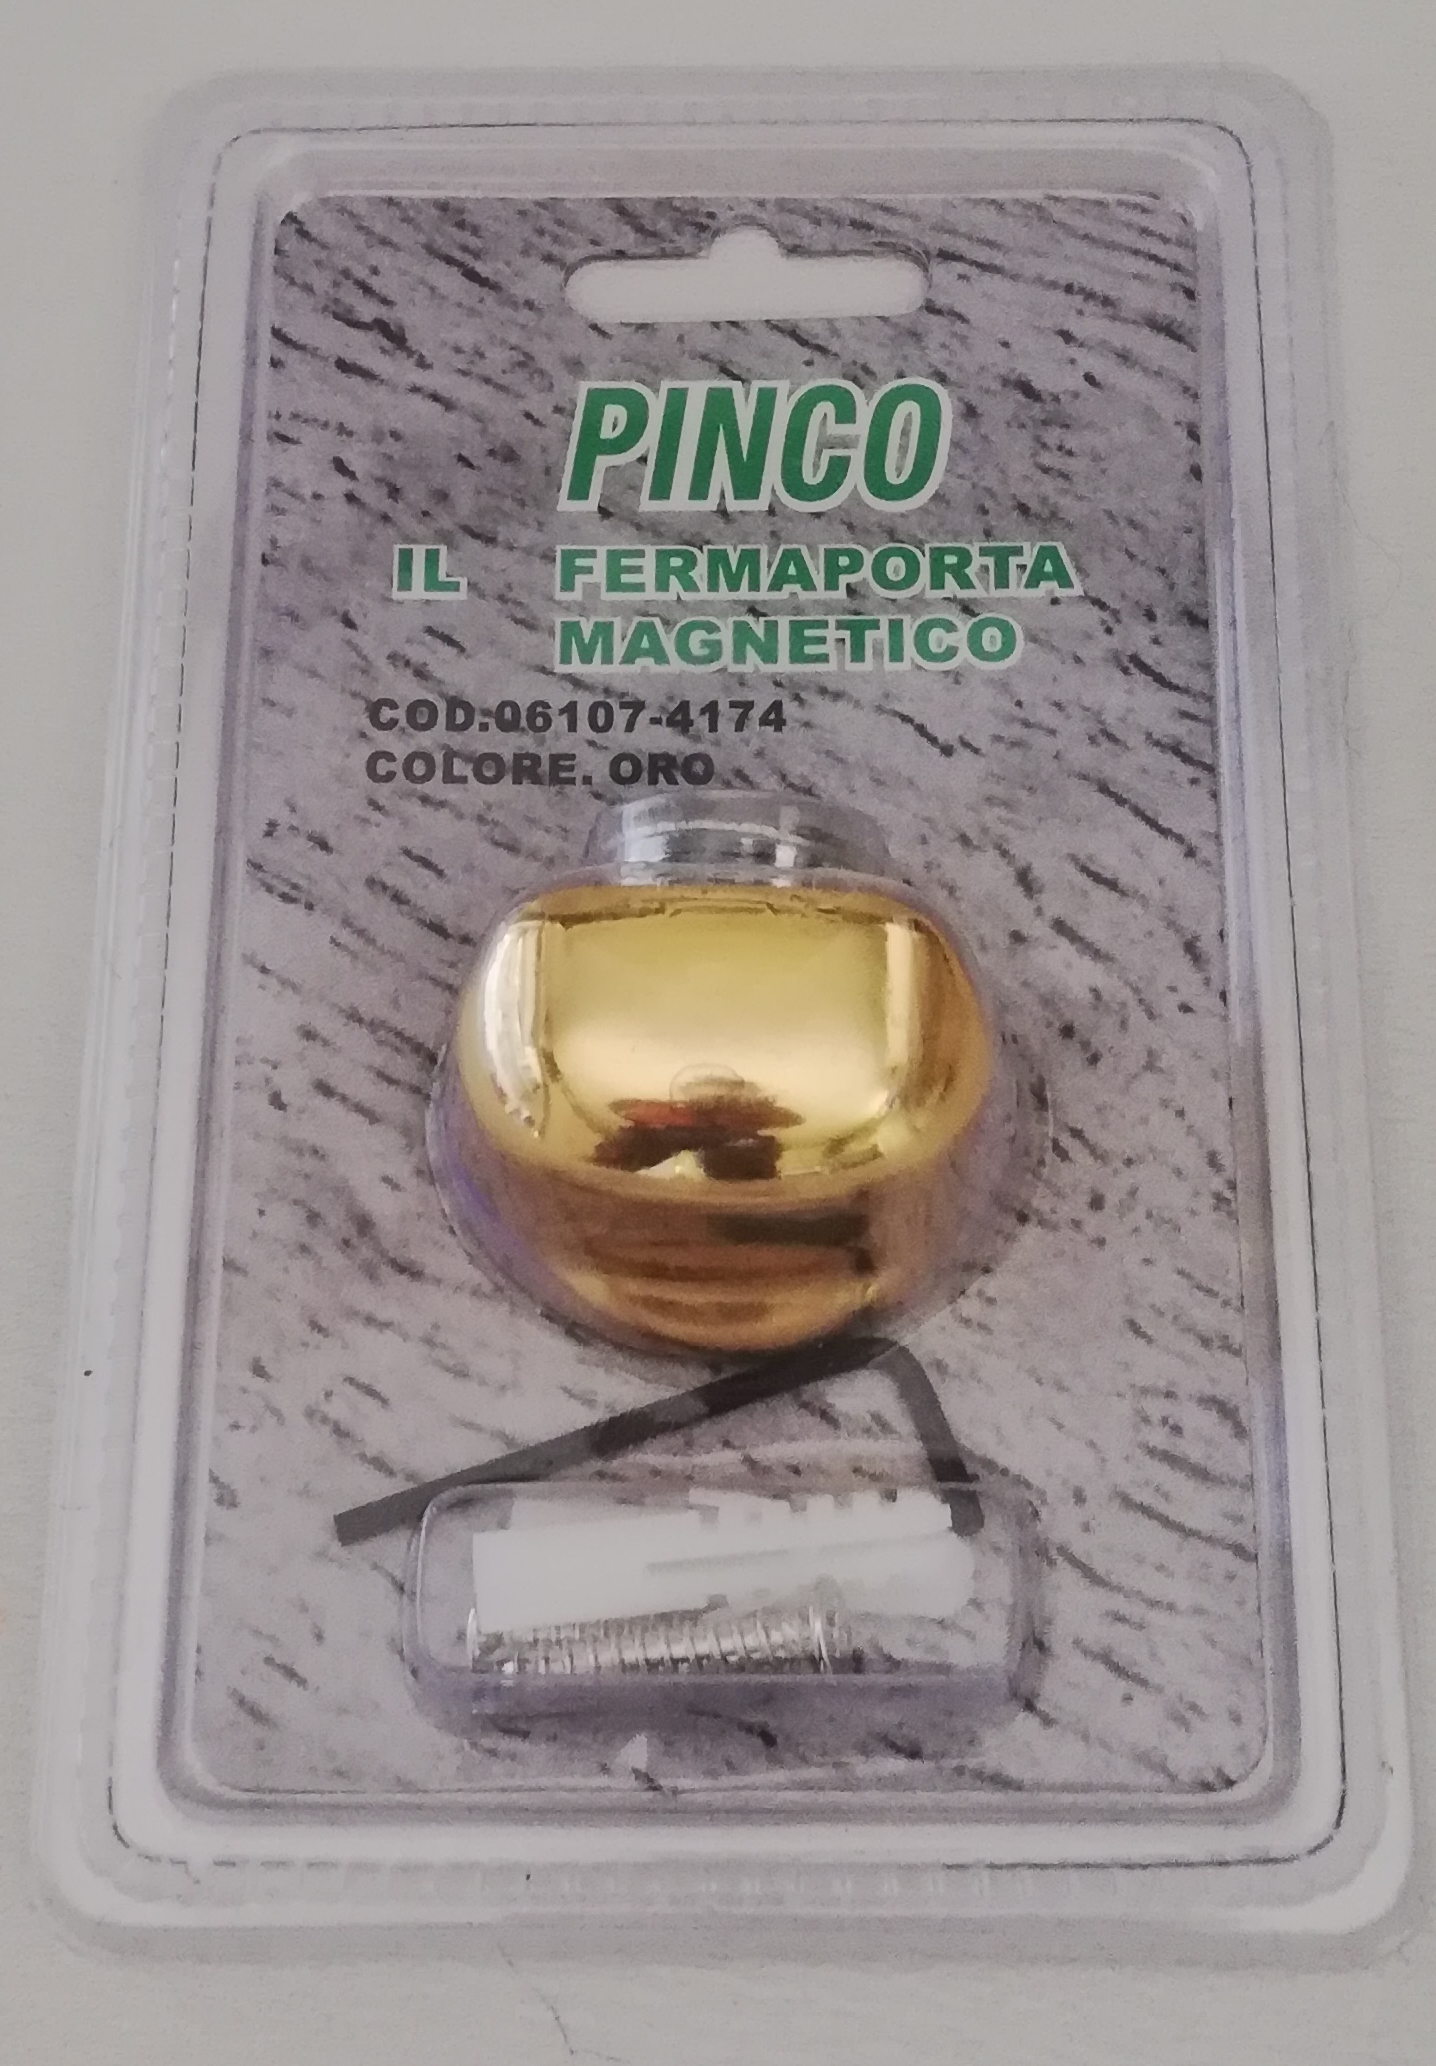 PINCO
IL FERMAPORTA
MAGNETICO
COD:06107-4174
COLORE. ORO